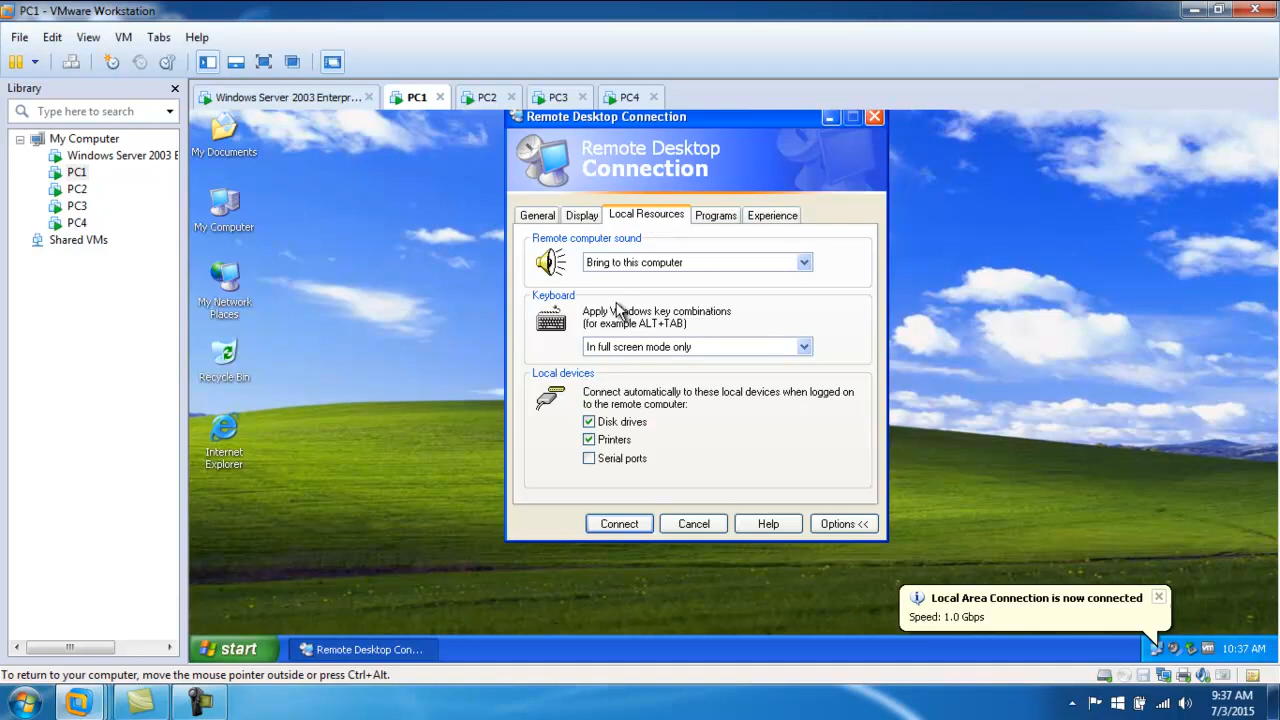 PC1 - VMware Workstation
File Edit View VM Tabs Help
Library
Type here to search
My Computer
Windows Server 2003 E
PC1
PC2
PC3
PC4
Shared VMs
Windows Server 2003 Enterpr...
PC1
PC2
PC3
PC4
My Documents
My Computer
My Network
Places
Recycle Bin
Internet
Explorer
Remote Desktop Connection
Remote Desktop
Connection
General Display Local Resources Programs Experience
Remote computer sound
Bring to this computer
Keyboard
Apply Windows key combinations
(for example ALT+TAB)
In full screen mode only
Local devices
Connect automatically to these local devices when logged on
to the remote computer:
Disk drives
Printers
Serial ports
Connect Cancel Help Options <<
Local Area Connection is now connected
Speed: 1.0 Gbps
start
Remote Desktop Con...
10:37 AM
To return to your computer, move the mouse pointer outside or press Ctrl+Alt.
9:37 AM
7/3/2015